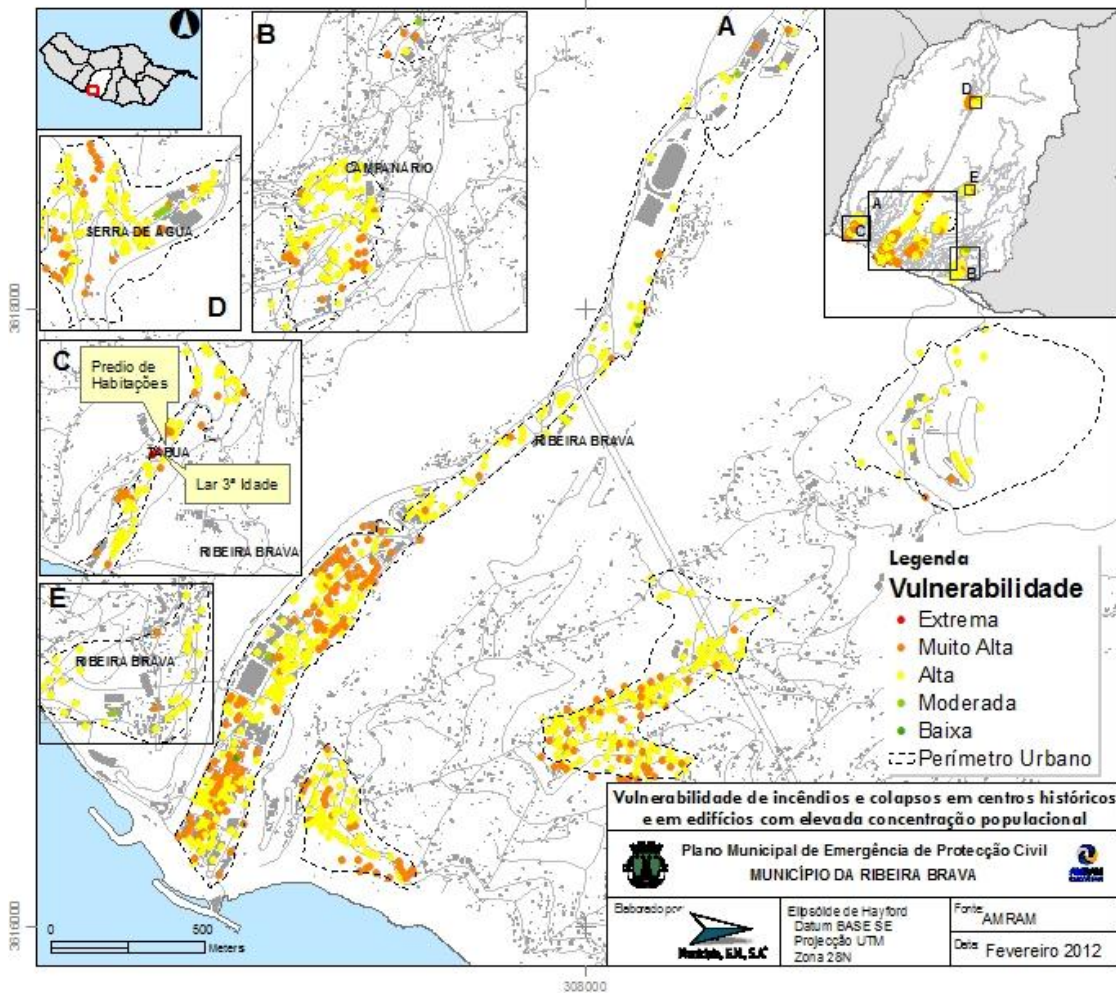 B
A
CAMPANÁRIO
D
E
A
C
B
SERRA DE ÁGUA
D
3618000
C
Predio de
Habitações
TABUA
Lar 3ª Idade
RIBEIRA BRAVA
RIBEIRA BRAVA
E
RIBEIRA BRAVA
Legenda
Vulnerabilidade
Extrema
Muito Alta
Alta
Moderada
Baixa
Perímetro Urbano
Vulnerabilidade de incêndios e colapsos em centros históricos
e em edifícios com elevada concentração populacional
Plano Municipal de Emergência de Protecção Civil
MUNICÍPIO DA RIBEIRA BRAVA
Elaborado por:
Município, E.M., S.A.
Elipsóide de Hayford
Datum BASE SE
Projecção UTM
Zona 28N
Fonte: AMRAM
Data: Fevereiro 2012
3616000
0 500
Meters
308000